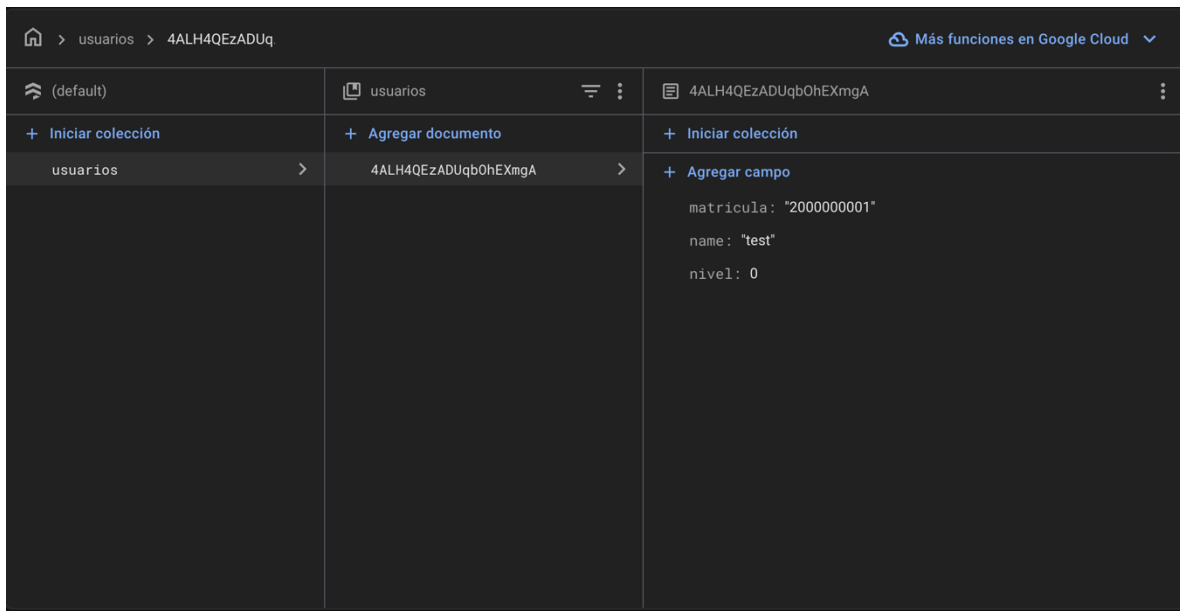 usuarios > 4ALH4QEzADUq.
Más funciones en Google Cloud
(default)
usuarios
4ALH4QEzADUqbOhEXmgA
+ Iniciar colección
+ Agregar documento
+ Iniciar colección
usuarios
4ALH4QEzADUqbOhEXmgA
+ Agregar campo
matricula: "2000000001"
name: "test"
nivel: 0